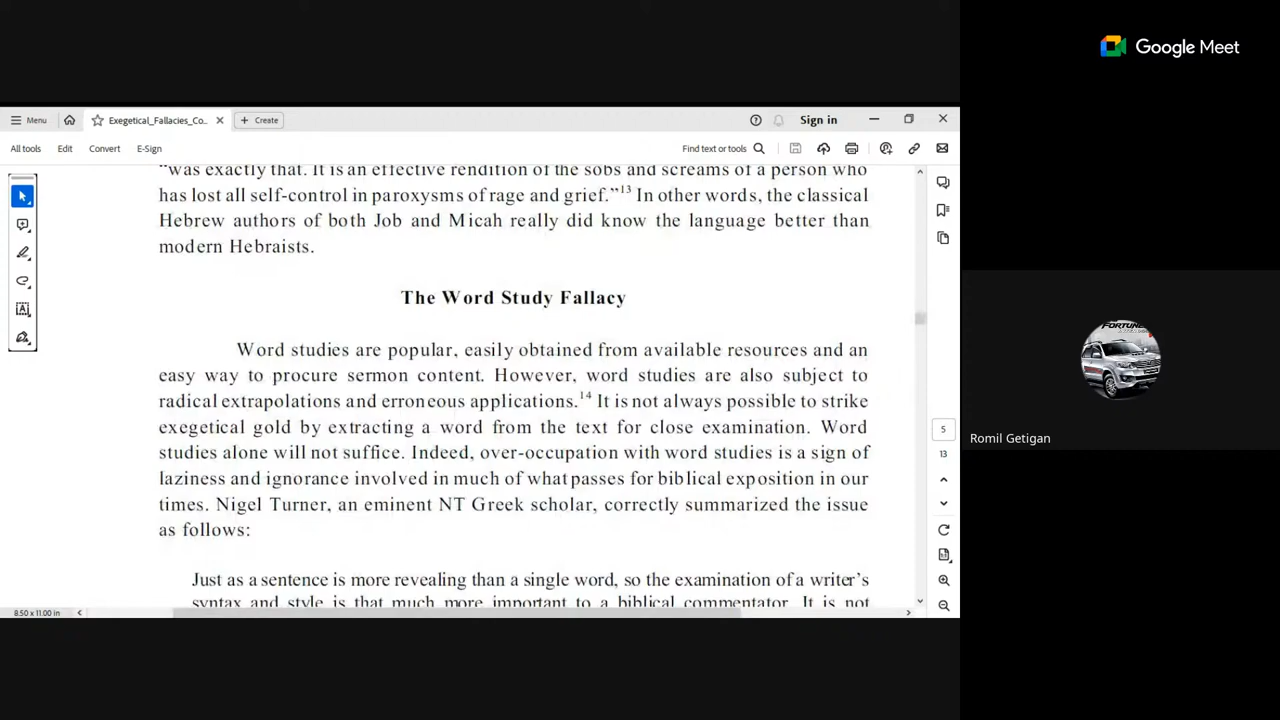 Google Meet
Menu
Exegetical_Fallacies_Co...
Create
Sign in
All tools
Edit
Convert
E-Sign
Find text or tools
"was exactly that. It is an effective rendition of the sobs and screams of a person who
has lost all self-control in paroxysms of rage and grief."13 In other words, the classical
Hebrew authors of both Job and Micah really did know the language better than
modern Hebraists.
The Word Study Fallacy
Word studies are popular, easily obtained from available resources and an
easy way to procure sermon content. However, word studies are also subject to
radical extrapolations and erroneous applications.14 It is not always possible to strike
exegetical gold by extracting a word from the text for close examination. Word
studies alone will not suffice. Indeed, over-occupation with word studies is a sign of
laziness and ignorance involved in much of what passes for biblical exposition in our
times. Nigel Turner, an eminent NT Greek scholar, correctly summarized the issue
as follows:
Just as a sentence is more revealing than a single word, so the examination of a writer's
syntax and style is that much more important to a biblical commentator. It is not
5
13
8.50 x 11.00 in
FORTUNER
Romil Getigan